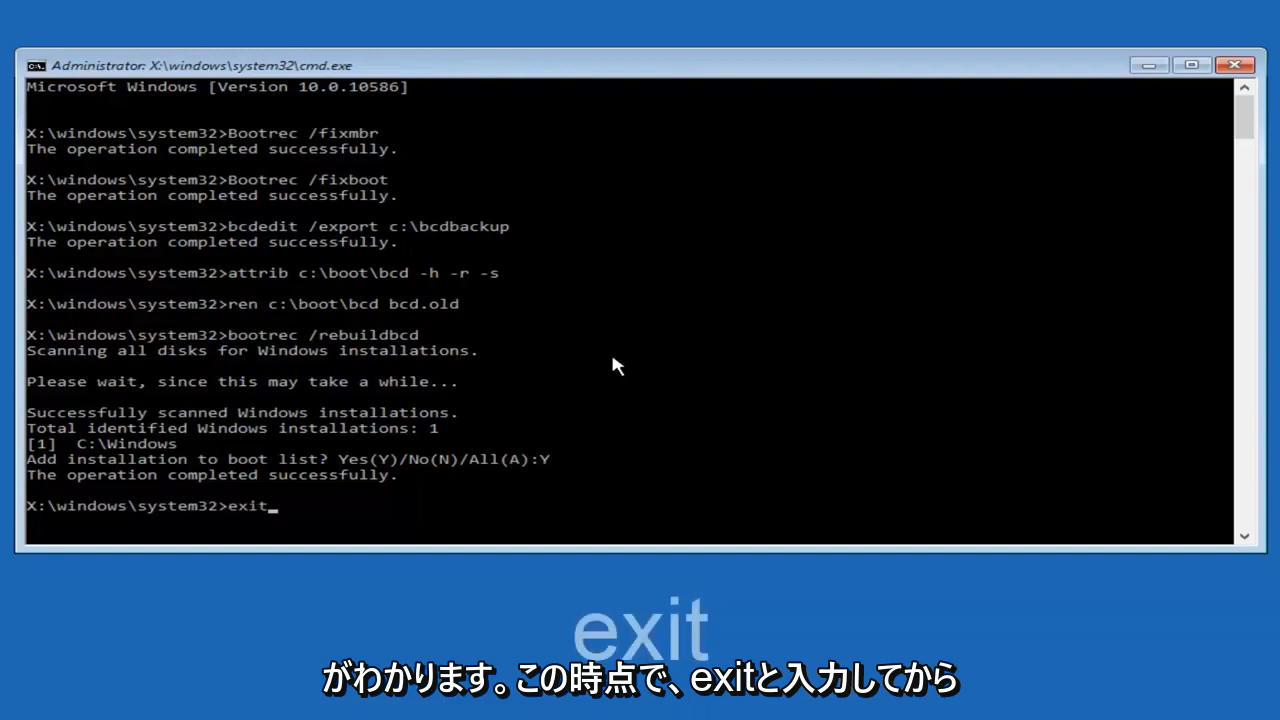 Administrator: X:\windows\system32\cmd.exe
Microsoft Windows [Version 10.0.10586]
X:\windows\system32>Bootrec /fixmbr
The operation completed successfully.
X:\windows\system32>Bootrec /fixboot
The operation completed successfully.
X:\windows\system32>bcdedit /export c:\bcdbackup
The operation completed successfully.
X:\windows\system32>attrib c:\boot\bcd -h -r -s
X:\windows\system32>ren c:\boot\bcd bcd.old
X:\windows\system32>bootrec /rebuildbcd
Scanning all disks for Windows installations.
Please wait, since this may take a while...
Successfully scanned Windows installations.
Total identified Windows installations: 1
[1]  C:\Windows
Add installation to boot list? Yes(Y)/No(N)/All(A):Y
The operation completed successfully.
X:\windows\system32>exit_
exit
がわかります。この時点で、exitと入力してから